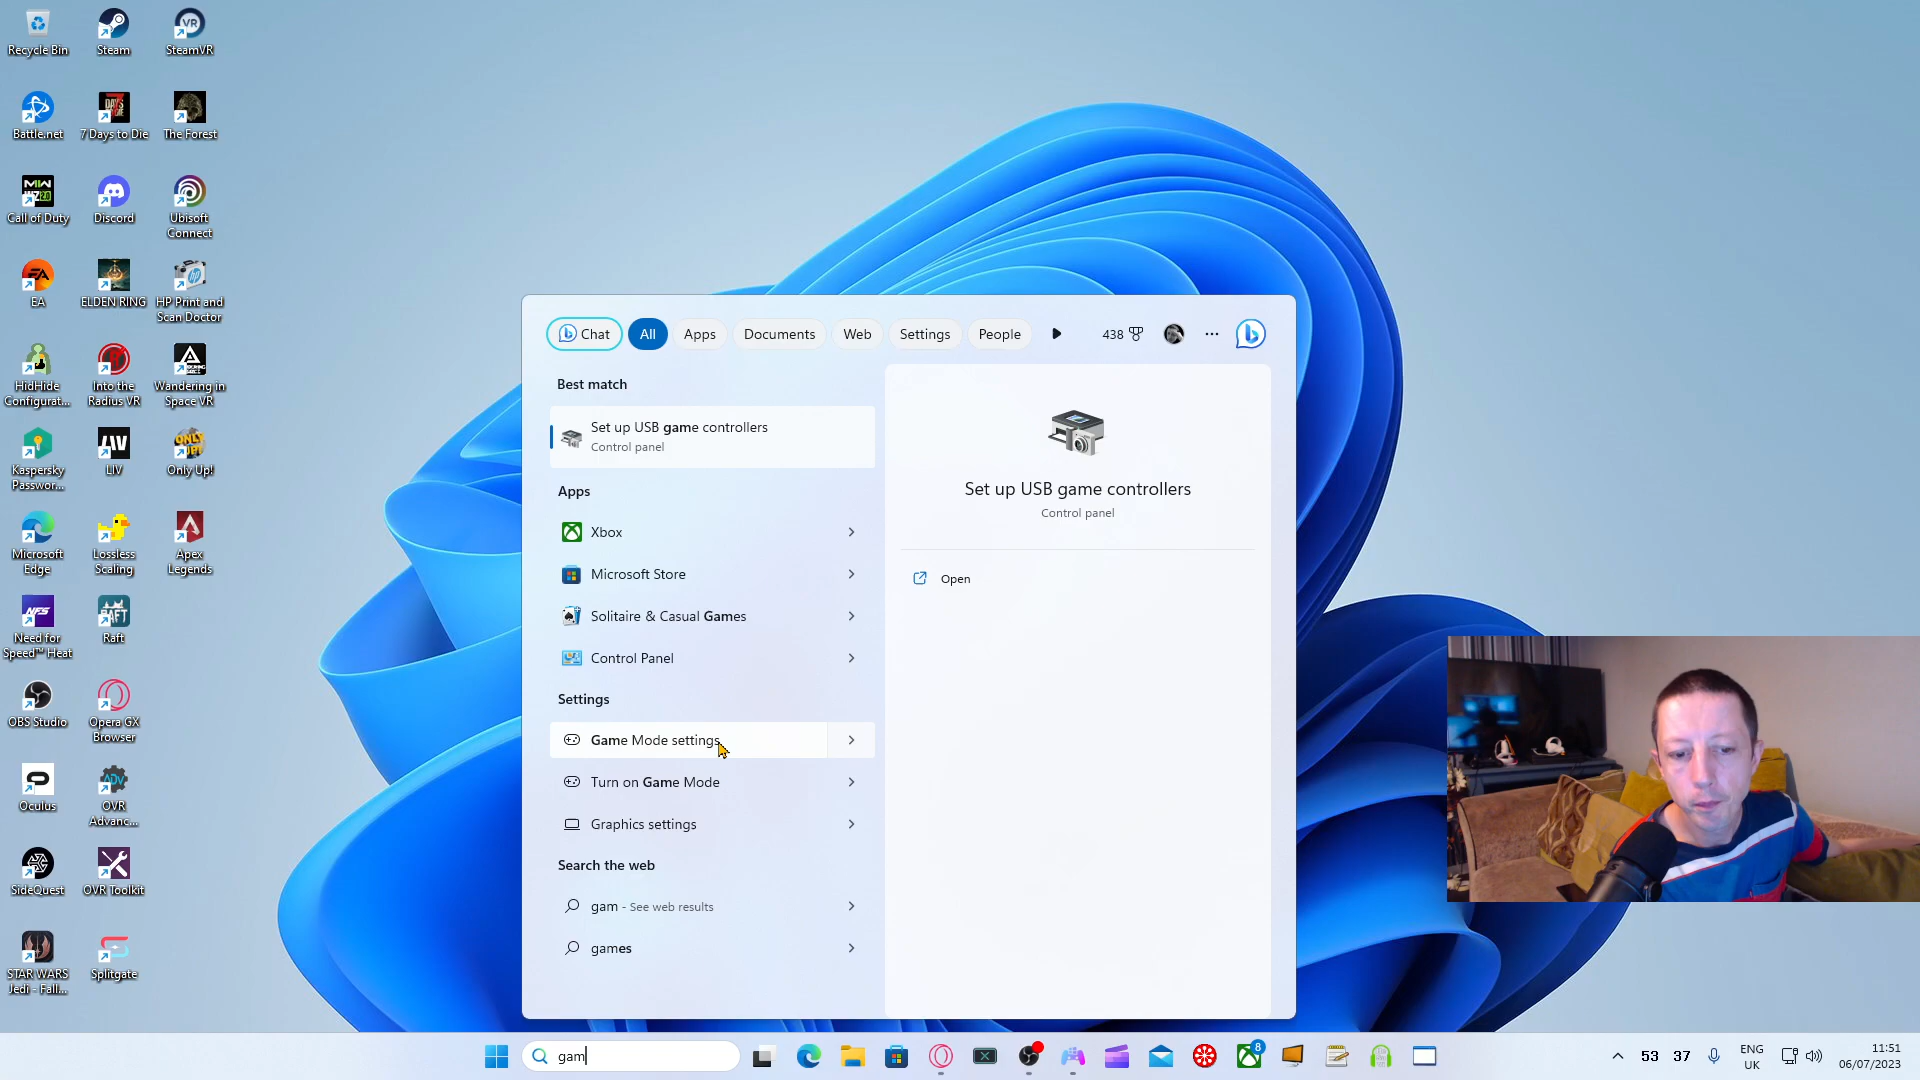 Recycle Bin
Steam
SteamVR
Battle.net
7 Days to Die
The Forest
Call of Duty
Discord
Ubisoft
Connect
EA
ELDEN RING
HP Print and
Scan Doctor
HidHide
Configurat...
Into the
Radius VR
Wandering in
Space VR
Kaspersky
Passwor...
LIV
Only Up!
Microsoft
Edge
Lossless
Scaling
Apex
Legends
Need for
Speed™ Heat
Raft
OBS Studio
Opera GX
Browser
Oculus
OVR
Advanc...
SideQuest
OVR Toolkit
STAR WARS
Jedi - Fall...
Splitgate
Chat
All
Apps
Documents
Web
Settings
People
438
Best match
Set up USB game controllers
Control panel
Apps
Xbox
Microsoft Store
Solitaire & Casual Games
Control Panel
Settings
Game Mode settings
Turn on Game Mode
Graphics settings
Search the web
gam - See web results
games
Set up USB game controllers
Control panel
Open
gam
8
53
37
ENG
UK
11:51
06/07/2023